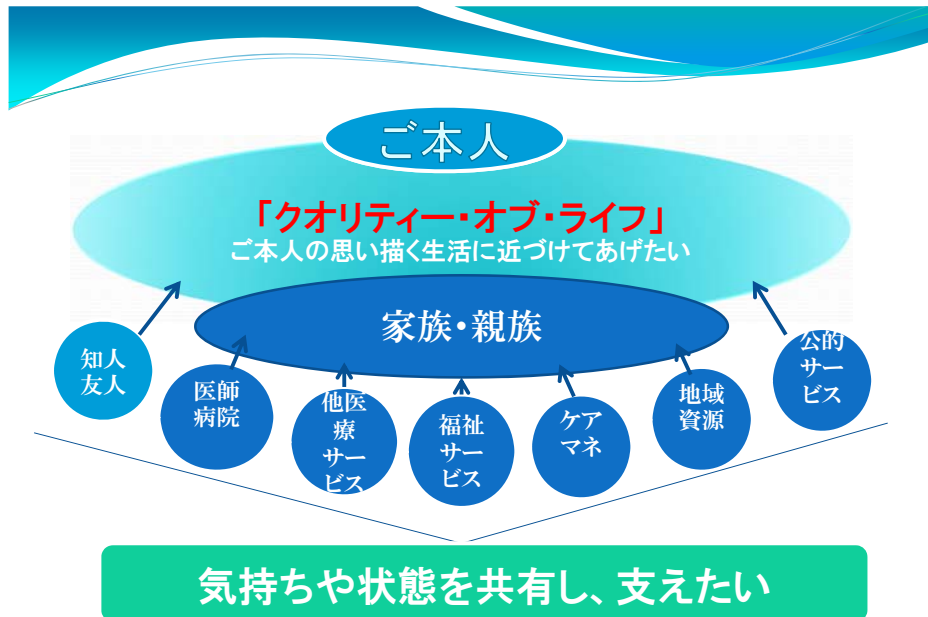 ご本人
「クオリティー・オブ・ライフ」
ご本人の思い描く生活に近づけてあげたい
家族・親族
知人
友人
医師
病院
他医
療
サー
ビス
福祉
サー
ビス
ケア
マネ
地域
資源
公的
サー
ビス
気持ちや状態を共有し、支えたい